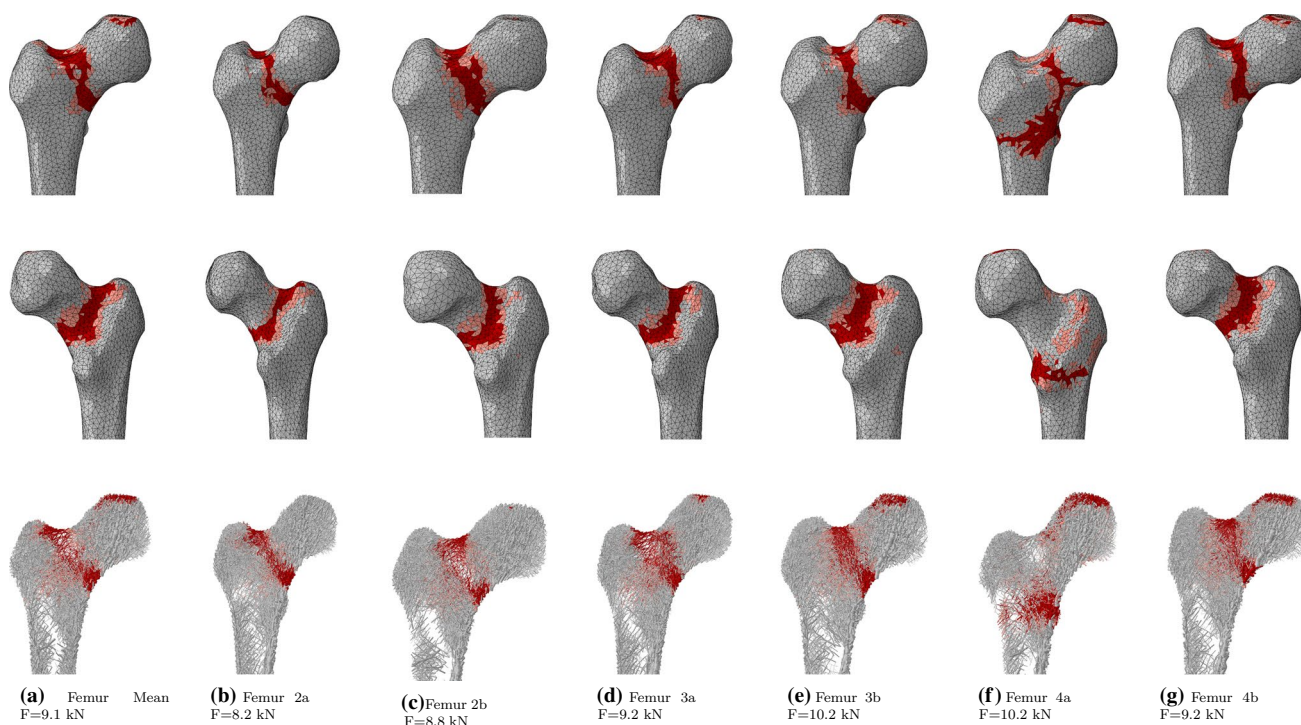 (a) Femur Mean
F=9.1 kN
(b) Femur 2a
F=8.2 kN
(c)Femur 2b
F=8.8 kN
(d) Femur 3a
F=9.2 kN
(e) Femur 3b
F=10.2 kN
(f) Femur 4a
F=10.2 kN
(g) Femur 4b
F=9.2 kN